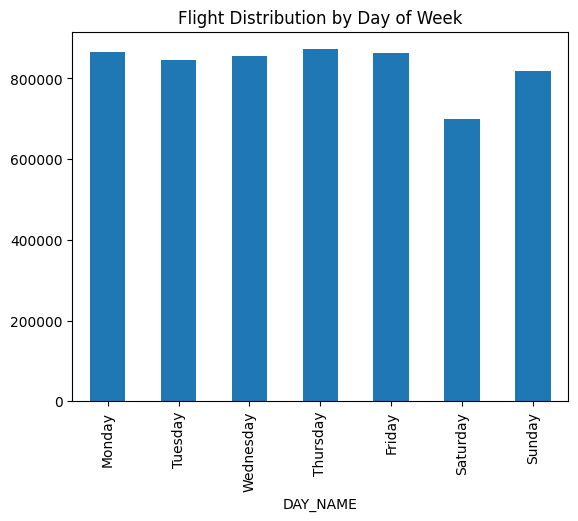 Flight Distribution by Day of Week
800000
600000
400000
200000
0
Monday
Tuesday
Wednesday
Thursday
Friday
Saturday
Sunday
DAY_NAME